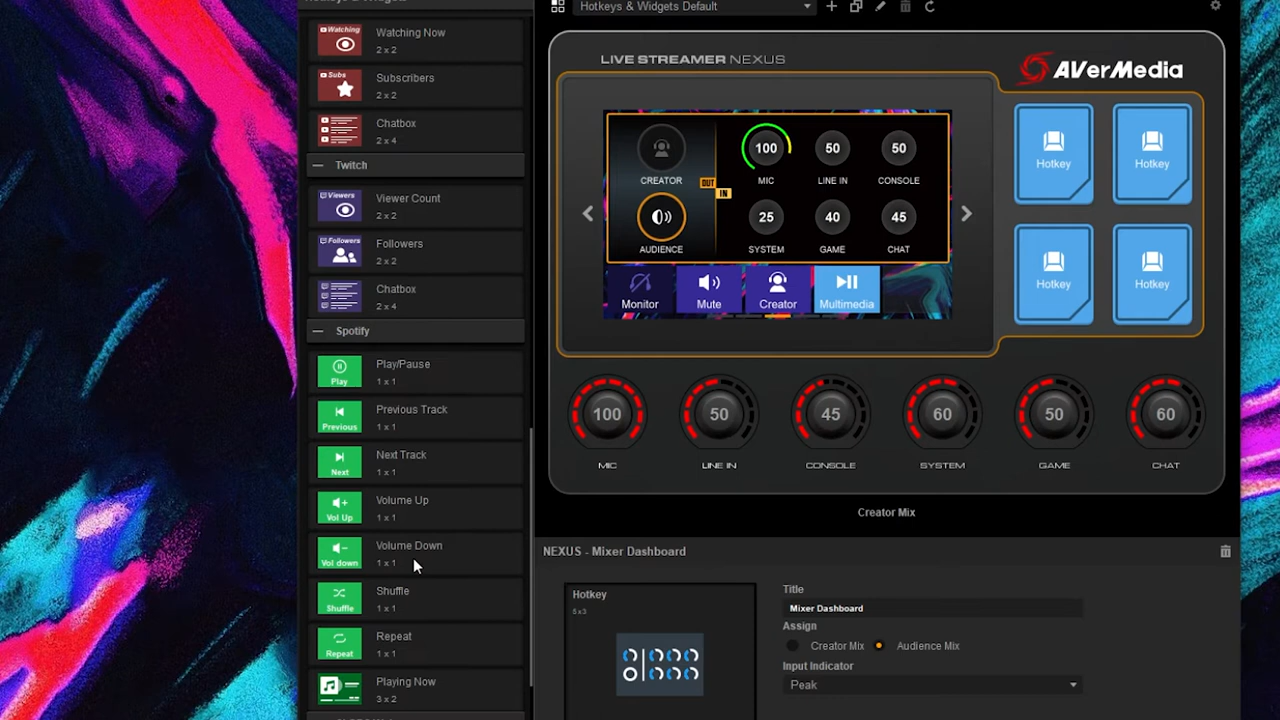 Hotkeys & Widgets
Watching
Watching Now
2 x 2
Subs
Subscribers
2 x 2
Chatbox
2 x 4
Twitch
Viewers
Viewer Count
2 x 2
Followers
Followers
2 x 2
Chatbox
2 x 4
Spotify
Play
Play/Pause
1 x 1
Previous
Previous Track
1 x 1
Next
Next Track
1 x 1
Vol Up
Volume Up
1 x 1
Vol down
Volume Down
1 x 1
Shuffle
Shuffle
1 x 1
Repeat
Repeat
1 x 1
Playing Now
3 x 2
Hotkeys & Widgets Default
LIVE STREAMER NEXUS
AVerMedia
CREATOR
AUDIENCE
OUT
IN
100
50
50
MIC
LINE IN
CONSOLE
25
40
45
SYSTEM
GAME
CHAT
Monitor
Mute
Creator
Multimedia
Hotkey
Hotkey
Hotkey
Hotkey
100
50
45
60
50
60
MIC
LINE IN
CONSOLE
SYSTEM
GAME
CHAT
Creator Mix
NEXUS - Mixer Dashboard
Hotkey
5x3
Title
Mixer Dashboard
Assign
Creator Mix
Audience Mix
Input Indicator
Peak